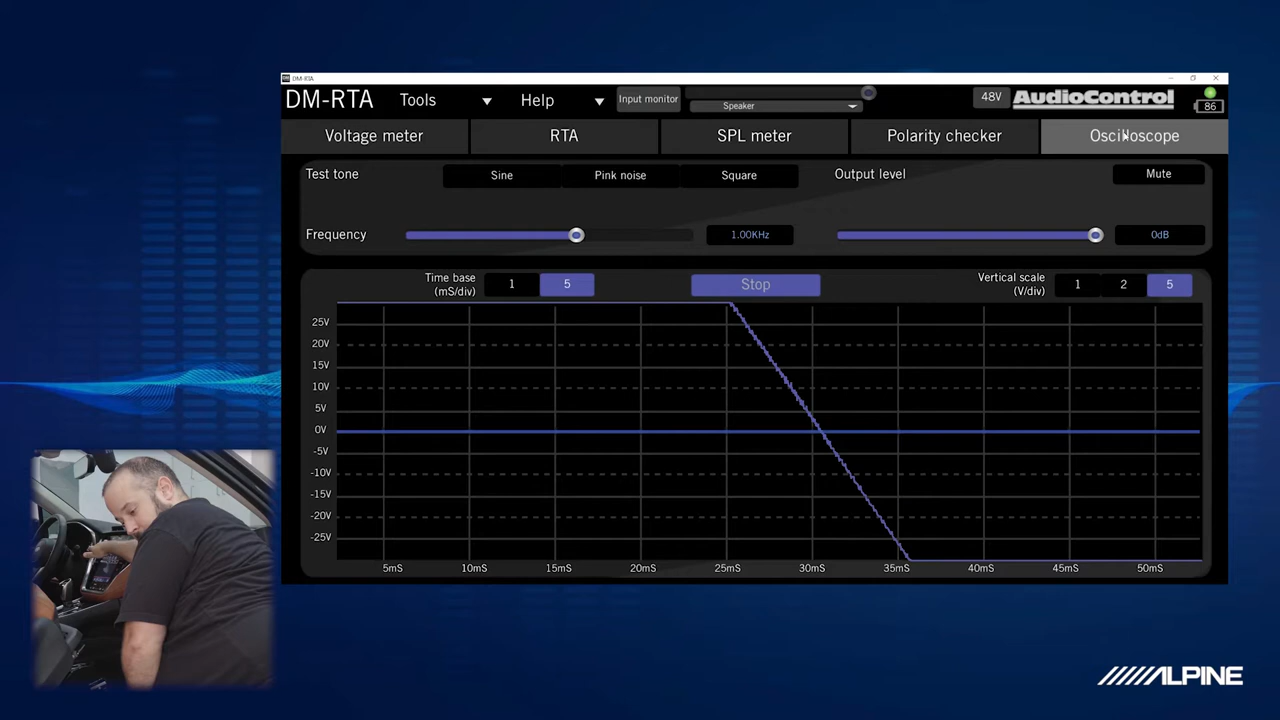 DM-RTA
DM-RTA Tools Help Input monitor Speaker 48V AudioControl 86
Voltage meter RTA SPL meter Polarity checker Oscilloscope
Test tone Sine Pink noise Square Output level Mute
Frequency 1.00KHz 0dB
Time base (mS/div) 1 5 Stop Vertical scale (V/div) 1 2 5
25V
20V
15V
10V
5V
0V
-5V
-10V
-15V
-20V
-25V
5mS 10mS 15mS 20mS 25mS 30mS 35mS 40mS 45mS 50mS
ALPINE